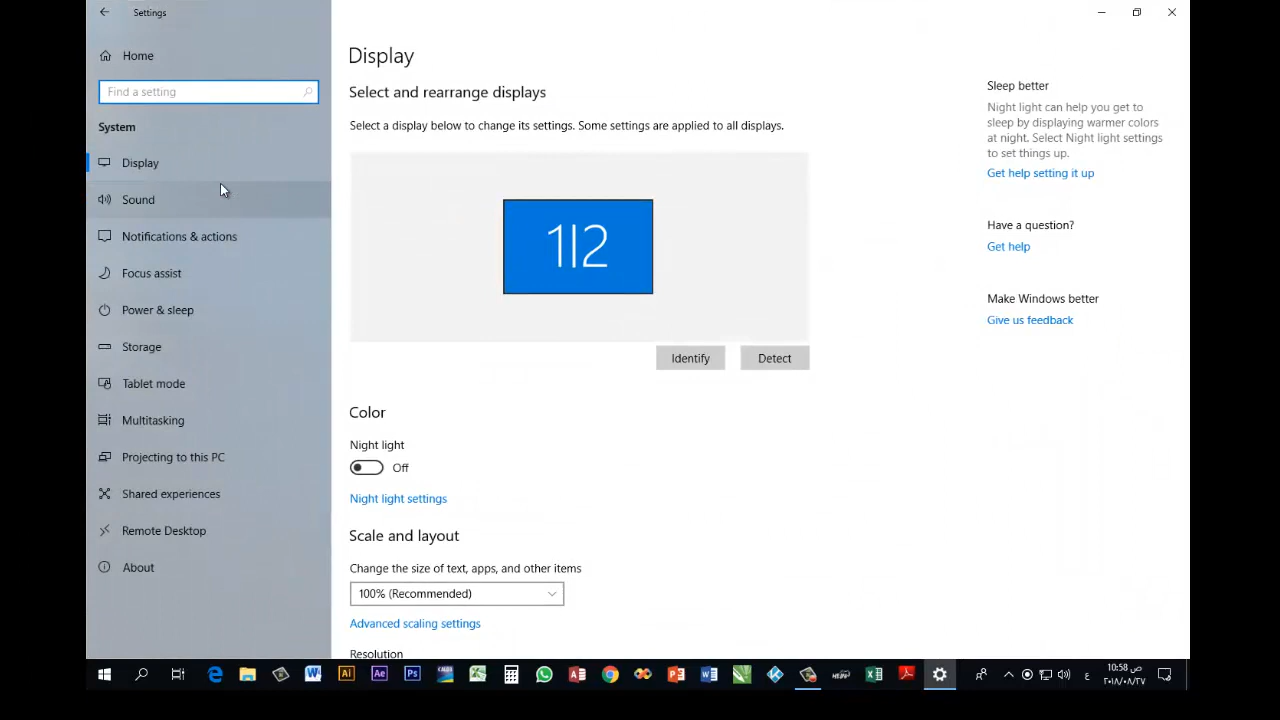 Settings
Home
Find a setting
System
Display
Sound
Notifications & actions
Focus assist
Power & sleep
Storage
Tablet mode
Multitasking
Projecting to this PC
Shared experiences
Remote Desktop
About
Display
Select and rearrange displays
Select a display below to change its settings. Some settings are applied to all displays.
1|2
Identify
Detect
Color
Night light
Off
Night light settings
Scale and layout
Change the size of text, apps, and other items
100% (Recommended)
Advanced scaling settings
Resolution
Sleep better
Night light can help you get to
sleep by displaying warmer colors
at night. Select Night light settings
to set things up.
Get help setting it up
Have a question?
Get help
Make Windows better
Give us feedback
Ai
Ae
Ps
ع
10:58 ص
٢٠١٨/٠٨/٢٧